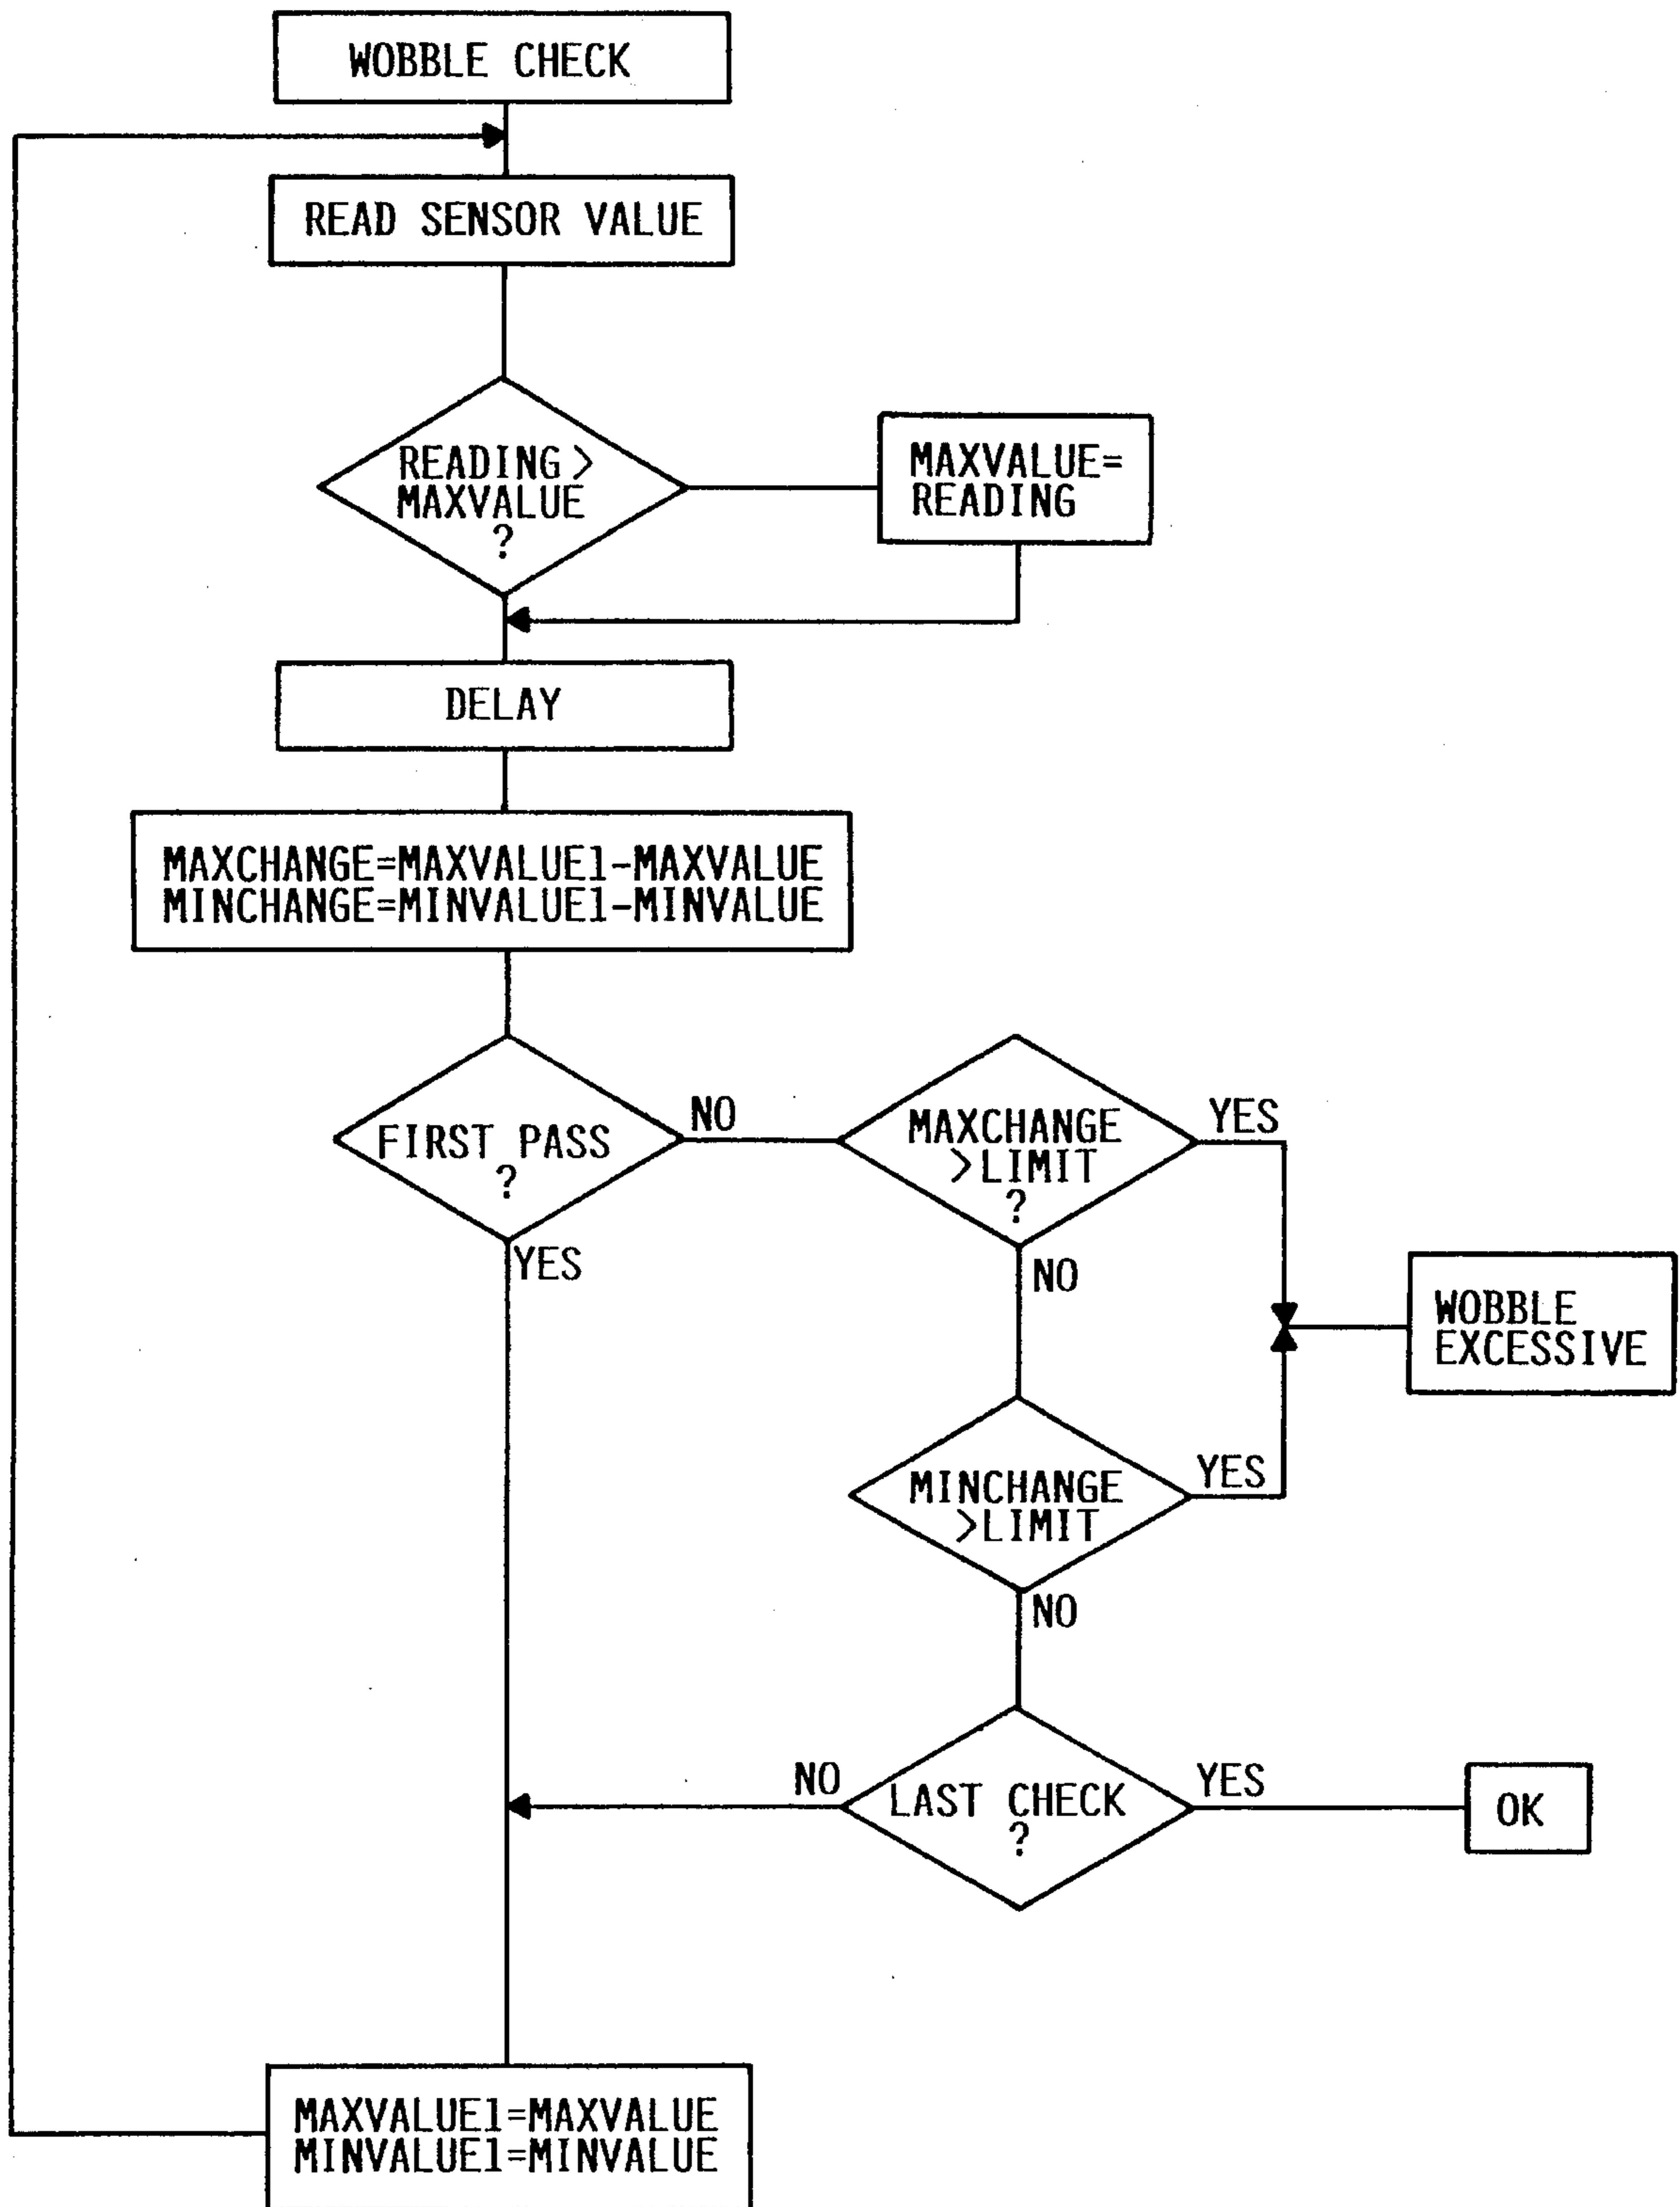 WOBBLE CHECK
READ SENSOR VALUE
READING >
MAXVALUE
?
MAXVALUE=
READING
DELAY
MAXCHANGE=MAXVALUE1-MAXVALUE
MINCHANGE=MINVALUE1-MINVALUE
FIRST PASS
?
NO
YES
MAXCHANGE
>LIMIT
?
YES
NO
WOBBLE
EXCESSIVE
MINCHANGE
>LIMIT
YES
NO
LAST CHECK
?
NO
YES
OK
MAXVALUE1=MAXVALUE
MINVALUE1=MINVALUE